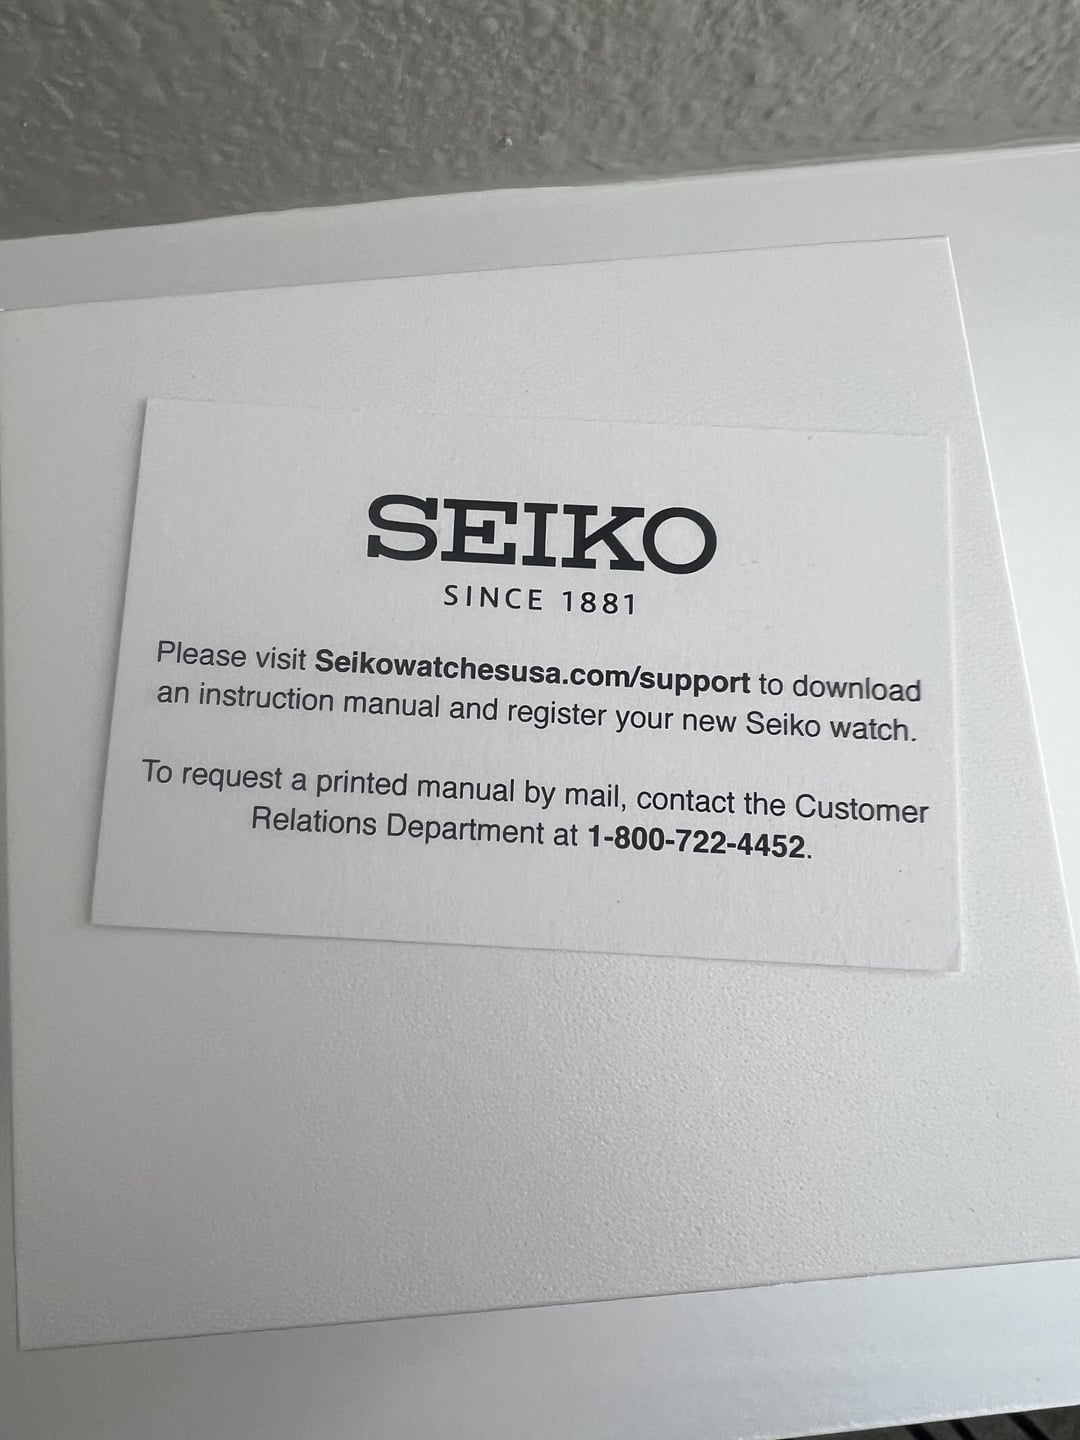 SEIKO
SINCE 1881
Please visit Seikowatchesusa.com/support to download
an instruction manual and register your new Seiko watch.
To request a printed manual by mail, contact the Customer
Relations Department at 1-800-722-4452.